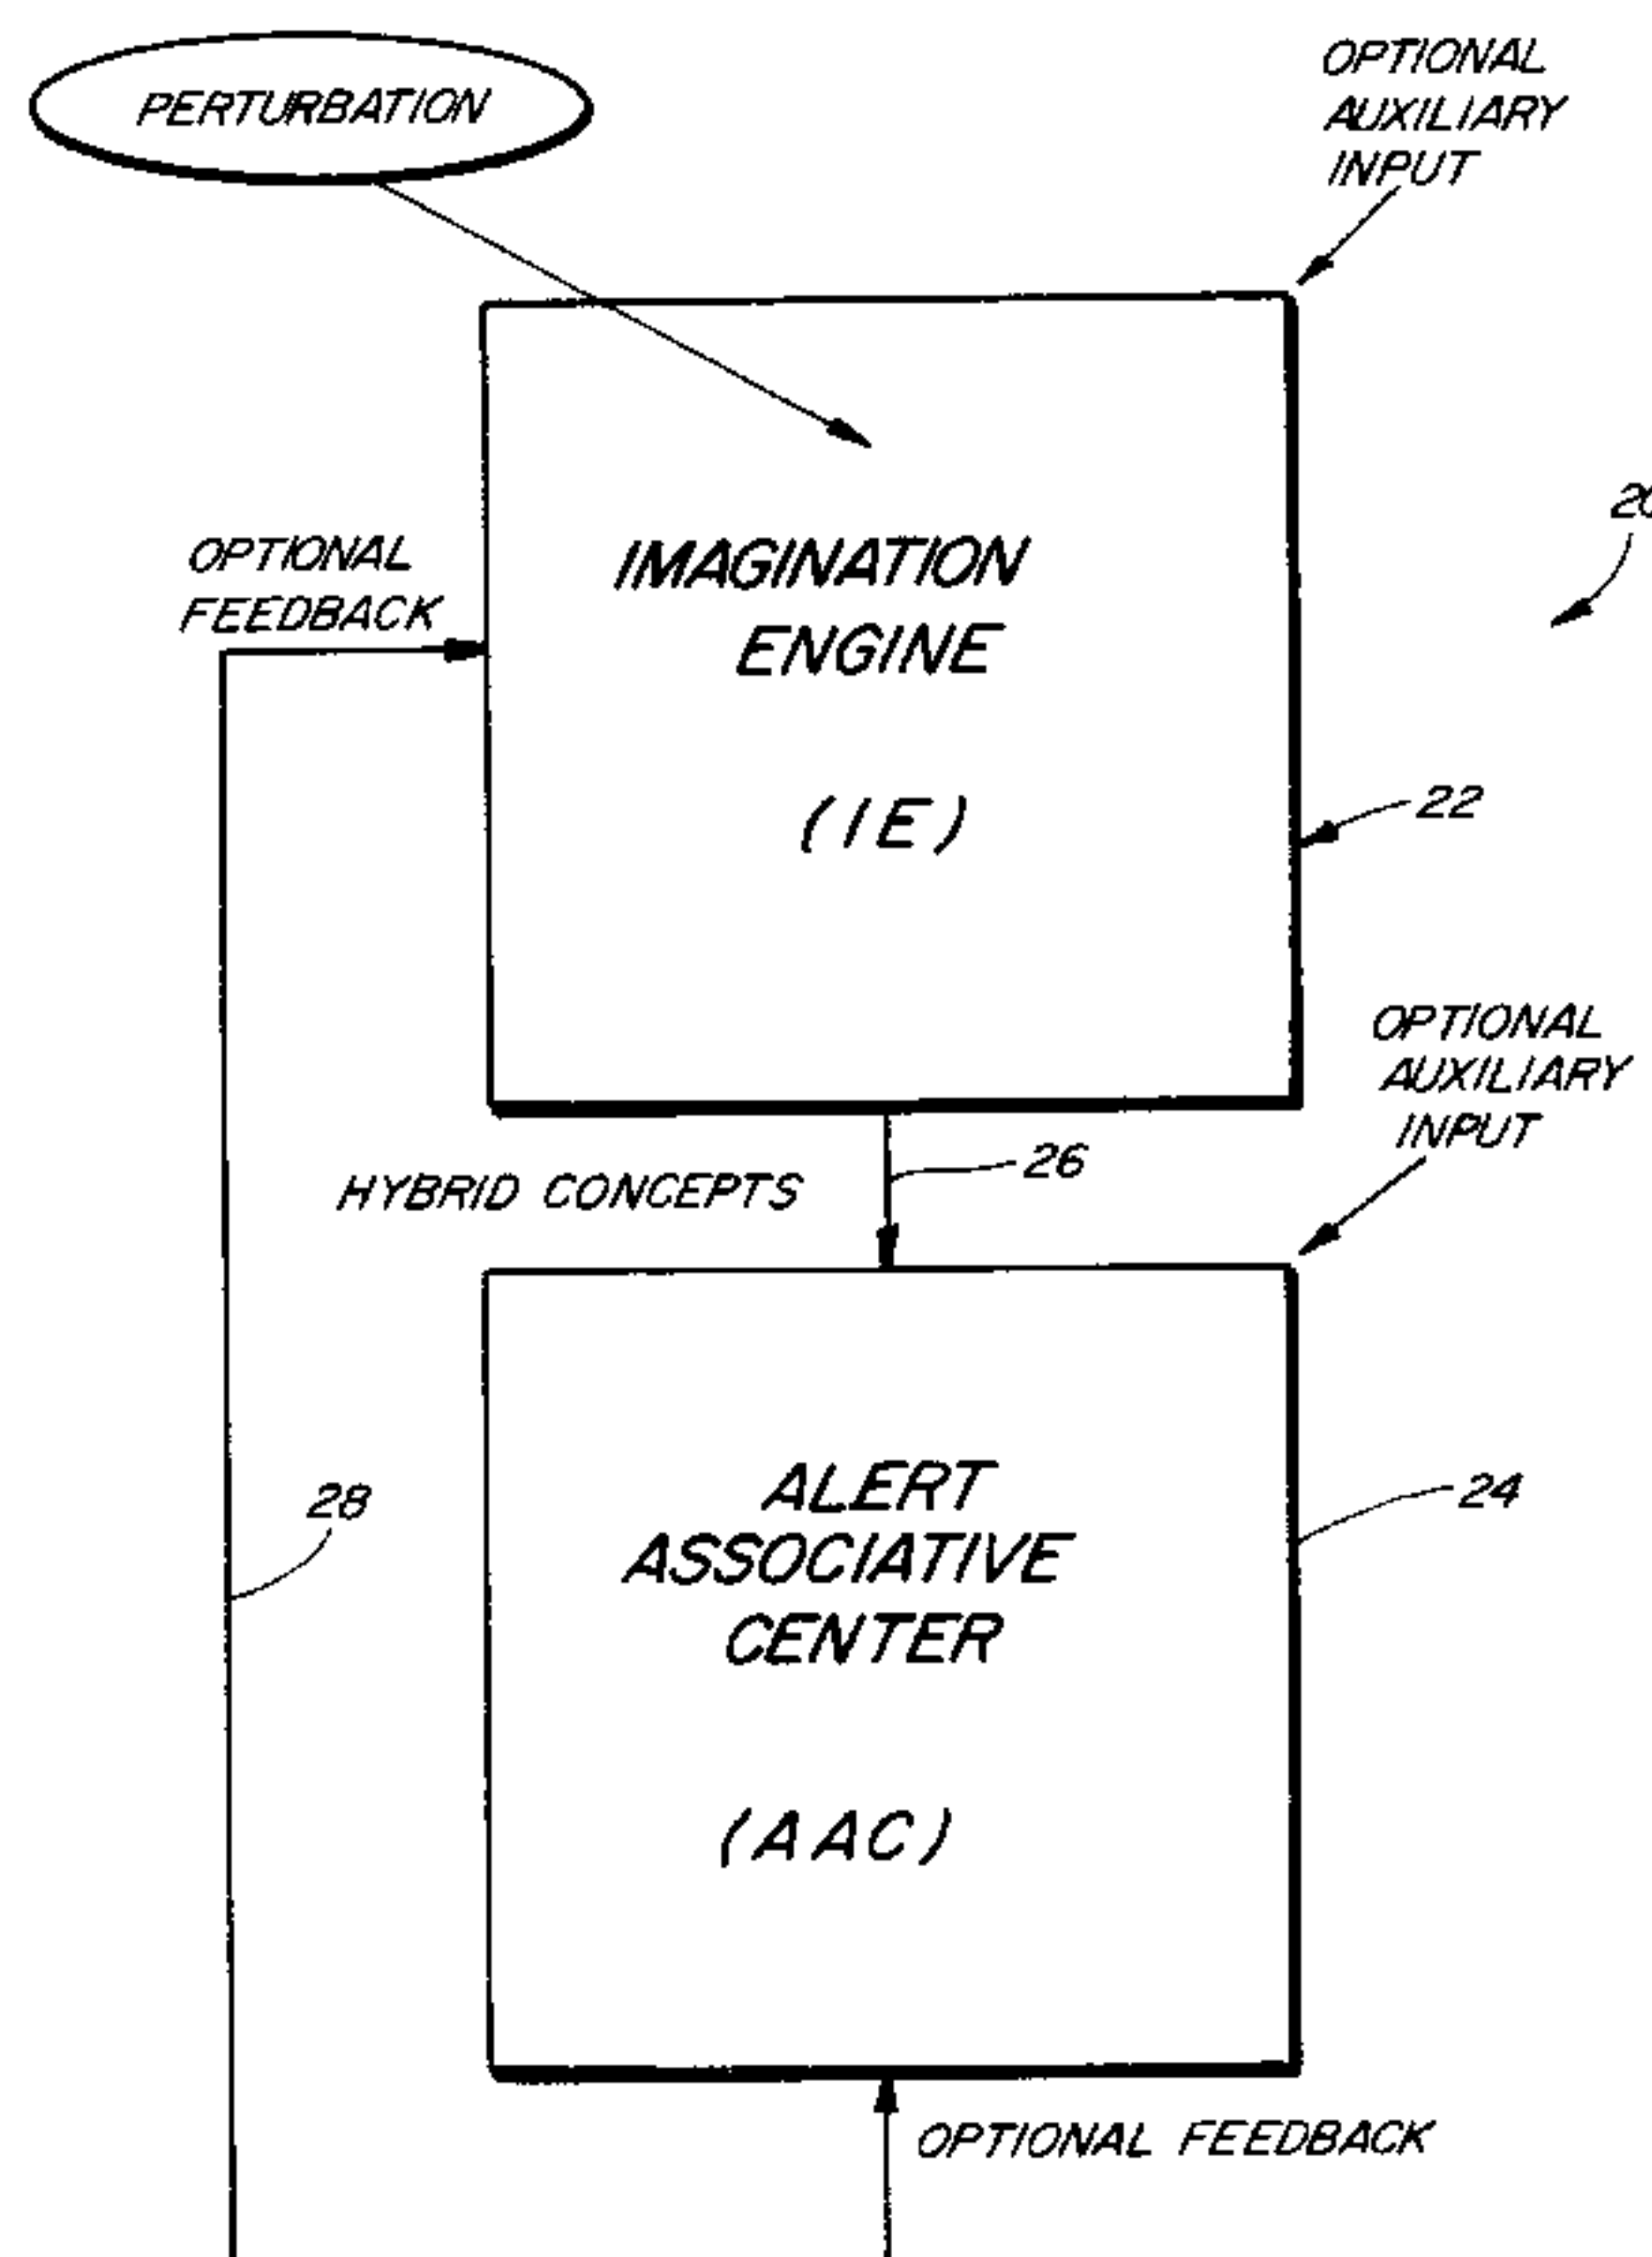 PERTURBATION
OPTIONAL
AUXILIARY
INPUT
OPTIONAL
FEEDBACK
IMAGINATION
ENGINE
(IE)
22
OPTIONAL
AUXILIARY
INPUT
26
HYBRID CONCEPTS
28
ALERT
ASSOCIATIVE
CENTER
(AAC)
24
OPTIONAL FEEDBACK